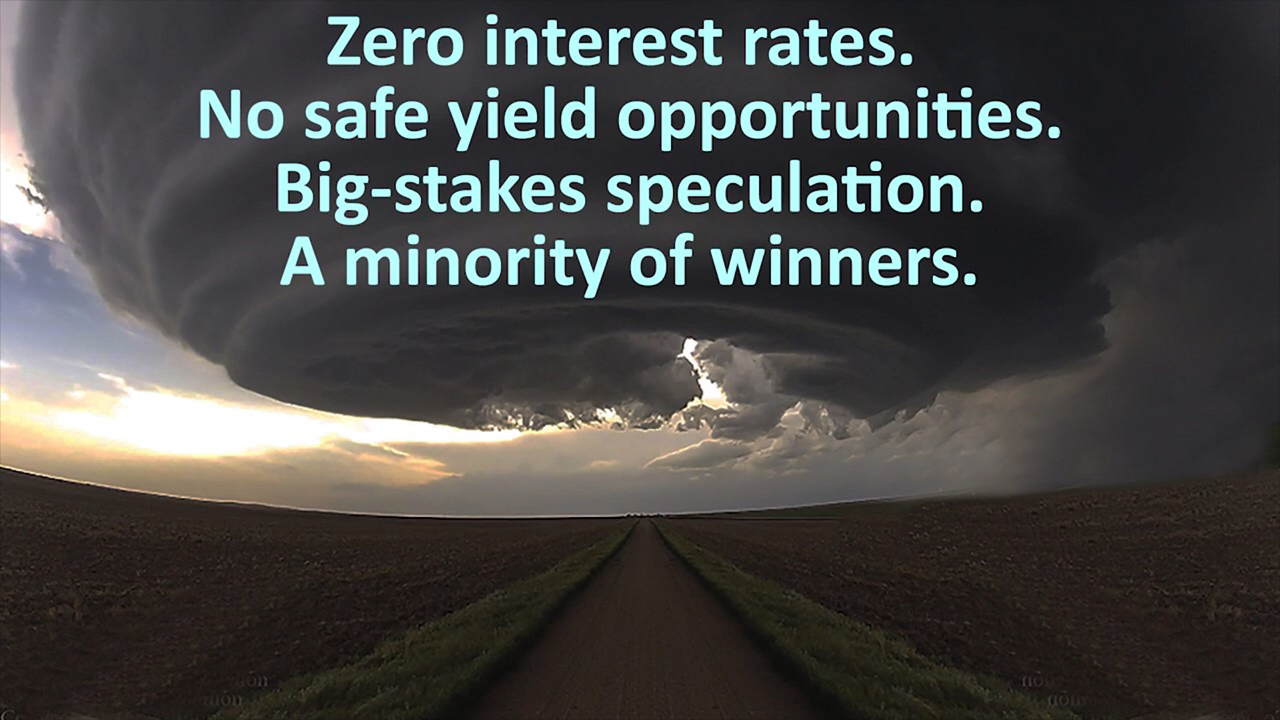 Zero interest rates.
No safe yield opportunities.
Big-stakes speculation.
A minority of winners.